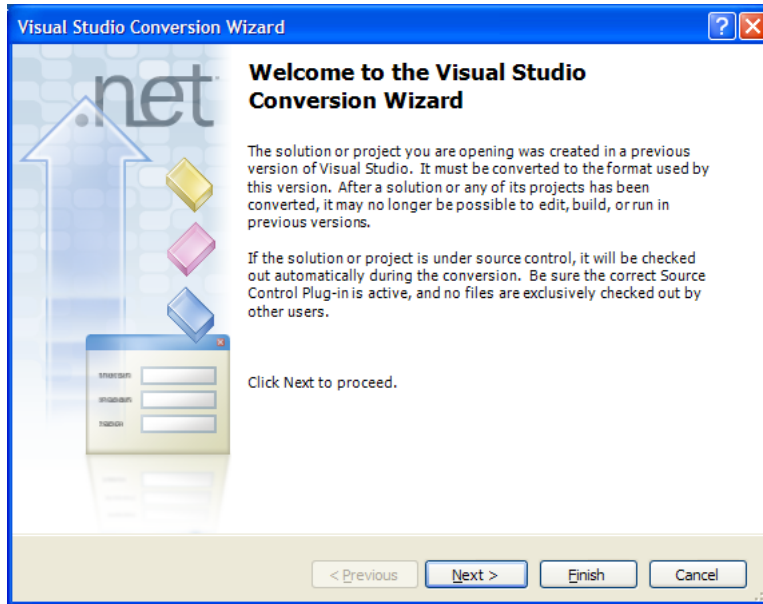 Visual Studio Conversion Wizard
.net
Welcome to the Visual Studio
Conversion Wizard
The solution or project you are opening was created in a previous
version of Visual Studio. It must be converted to the format used by
this version. After a solution or any of its projects has been
converted, it may no longer be possible to edit, build, or run in
previous versions.
If the solution or project is under source control, it will be checked
out automatically during the conversion. Be sure the correct Source
Control Plug-in is active, and no files are exclusively checked out by
other users.
Click Next to proceed.
< Previous Next > Finish Cancel